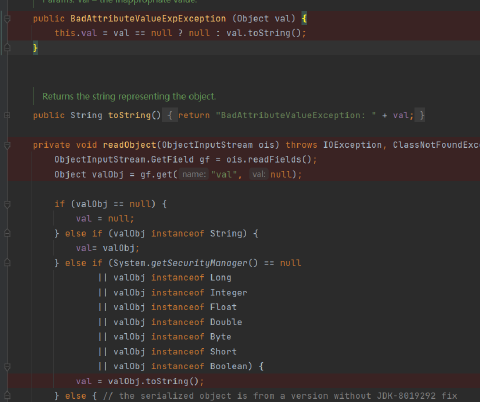 Params: val – the inappropriate value.
public BadAttributeValueExpException (Object val) {
this.val = val == null ? null : val.toString();
}
Returns the string representing the object.
public String toString() { return "BadAttributeValueException: " + val; }
private void readObject(ObjectInputStream ois) throws IOException, ClassNotFoundExc
ObjectInputStream.GetField gf = ois.readFields();
Object valObj = gf.get( name: "val", val: null);
if (valObj == null) {
val = null;
} else if (valObj instanceof String) {
val= valObj;
} else if (System.getSecurityManager() == null
|| valObj instanceof Long
|| valObj instanceof Integer
|| valObj instanceof Float
|| valObj instanceof Double
|| valObj instanceof Byte
|| valObj instanceof Short
|| valObj instanceof Boolean) {
val = valObj.toString();
} else { // the serialized object is from a version without JDK-8019292 fix